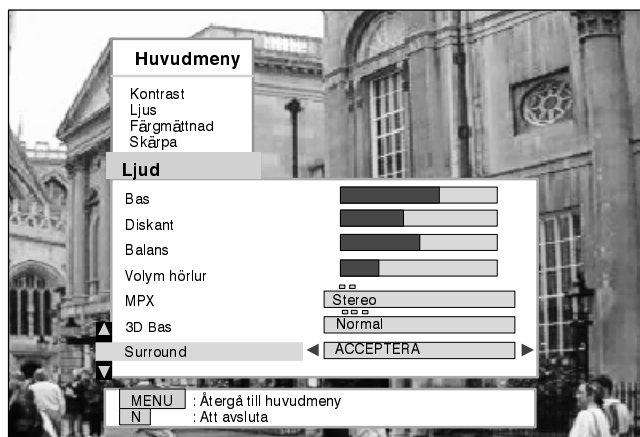 Huvudmeny
Kontrast
Ljus
Färgmättnad
Skärpa
Ljud
Bas
Diskant
Balans
Volym hörlur
MPX Stereo
3D Bas Normal
Surround ACCEPTERA
MENU : Återgå till huvudmeny
N : Att avsluta